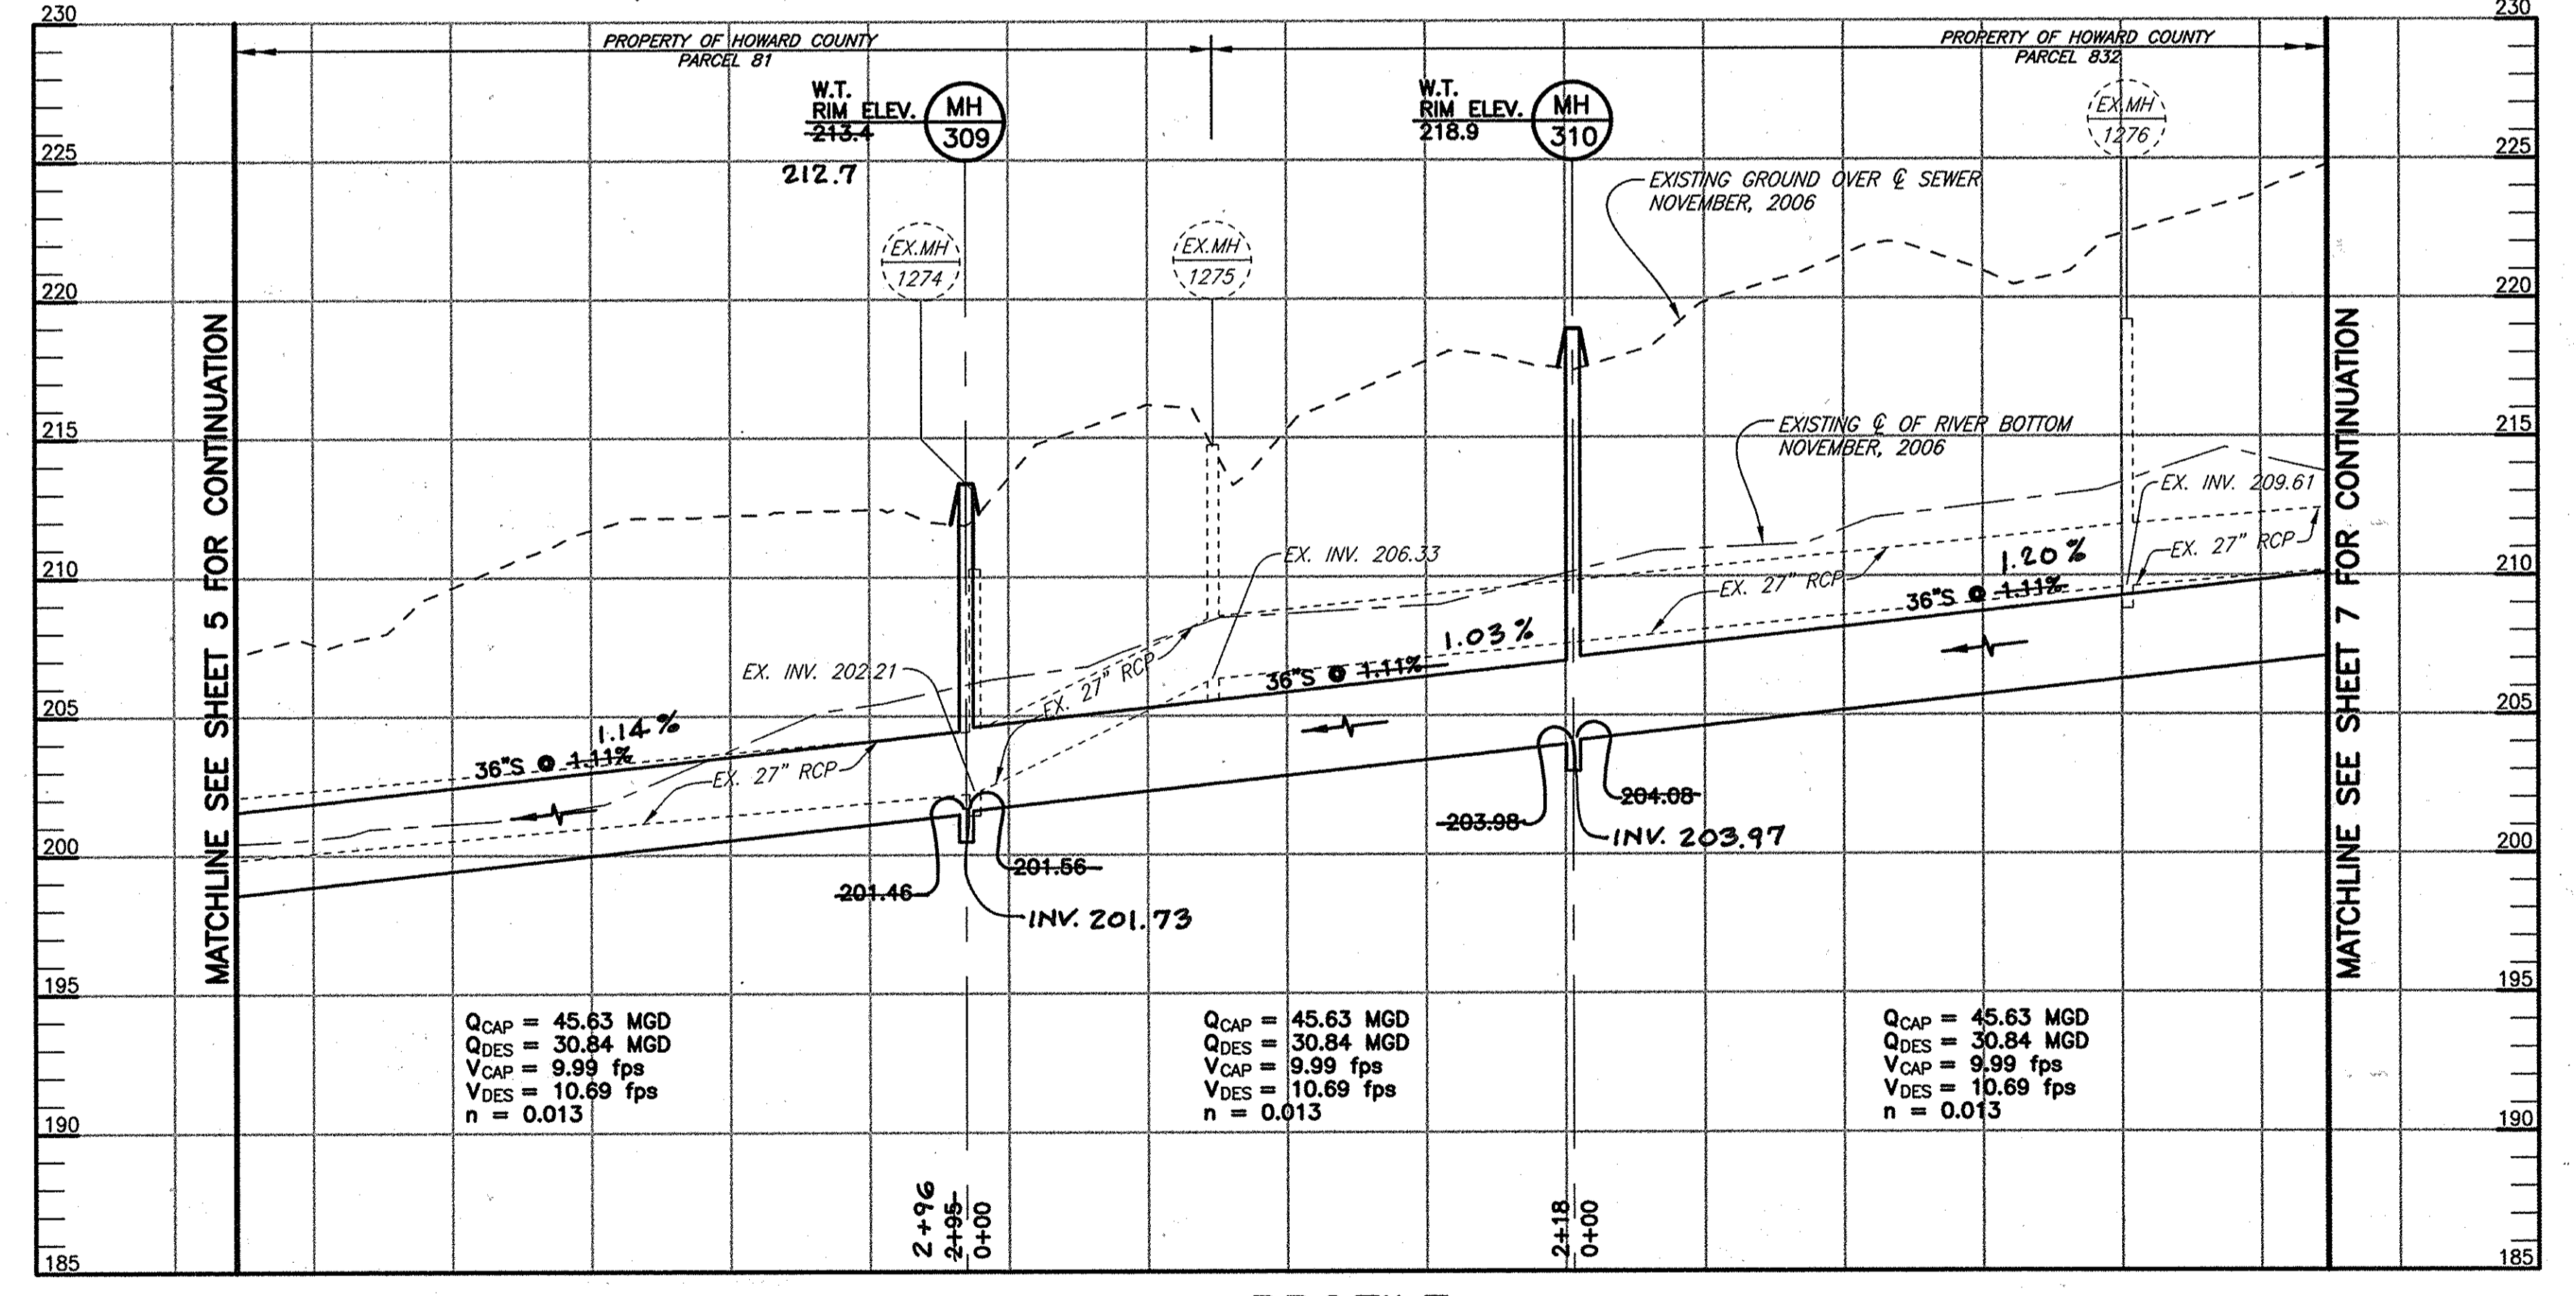 230
230
PROPERTY OF HOWARD COUNTY
PARCEL 81
PROPERTY OF HOWARD COUNTY
PARCEL 832
W.T.
RIM ELEV.
213.4
212.7
MH
309
W.T.
RIM ELEV.
218.9
MH
310
EX.MH
1276
225
225
EXISTING GROUND OVER ℄ SEWER
NOVEMBER, 2006
EX.MH
1274
EX.MH
1275
220
220
MATCHLINE SEE SHEET 5 FOR CONTINUATION
MATCHLINE SEE SHEET 7 FOR CONTINUATION
215
215
EXISTING ℄ OF RIVER BOTTOM
NOVEMBER, 2006
EX. INV. 209.61
EX. 27" RCP
1.20 %
36"S @ 1.11%
EX. 27" RCP
210
210
EX. INV. 206.33
1.03 %
36"S @ 1.11%
EX. INV. 202.21
EX. 27" RCP
205
205
1.14 %
36"S @ 1.11%
EX. 27" RCP
204.08
203.98
INV. 203.97
200
200
201.56
201.46
INV. 201.73
195
195
QCAP = 45.63 MGD
QDES = 30.84 MGD
VCAP = 9.99 fps
VDES = 10.69 fps
n = 0.013
QCAP = 45.63 MGD
QDES = 30.84 MGD
VCAP = 9.99 fps
VDES = 10.69 fps
n = 0.013
QCAP = 45.63 MGD
QDES = 30.84 MGD
VCAP = 9.99 fps
VDES = 10.69 fps
n = 0.013
190
190
2+96
2+95
0+00
2+18
0+00
185
185